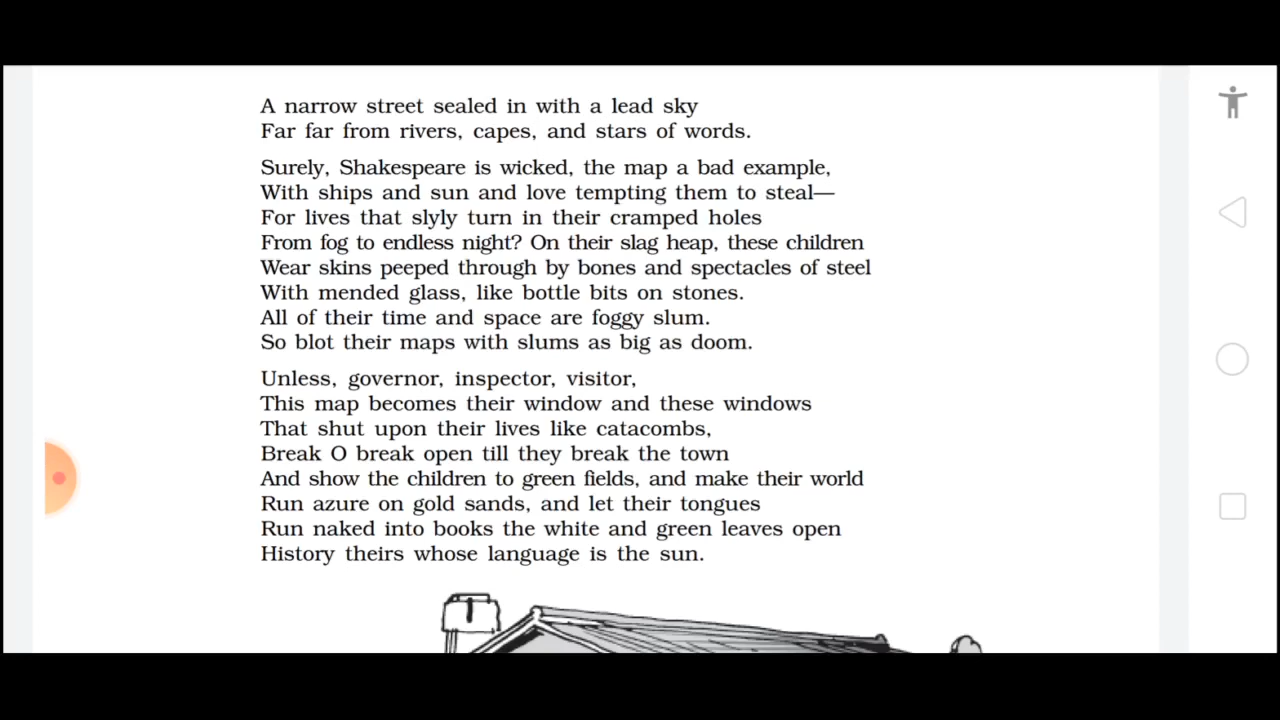 A narrow street sealed in with a lead sky
Far far from rivers, capes, and stars of words.
Surely, Shakespeare is wicked, the map a bad example,
With ships and sun and love tempting them to steal—
For lives that slyly turn in their cramped holes
From fog to endless night? On their slag heap, these children
Wear skins peeped through by bones and spectacles of steel
With mended glass, like bottle bits on stones.
All of their time and space are foggy slum.
So blot their maps with slums as big as doom.
Unless, governor, inspector, visitor,
This map becomes their window and these windows
That shut upon their lives like catacombs,
Break O break open till they break the town
And show the children to green fields, and make their world
Run azure on gold sands, and let their tongues
Run naked into books the white and green leaves open
History theirs whose language is the sun.